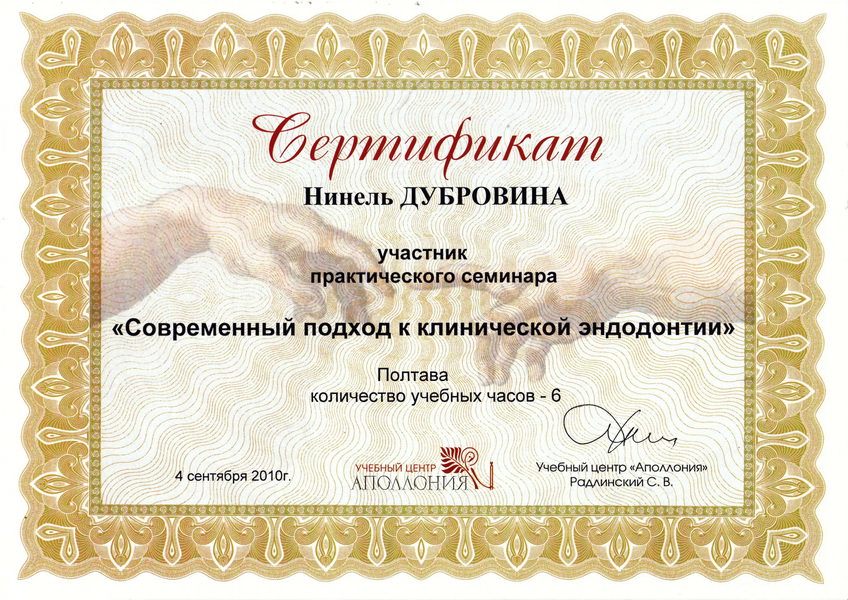 Сертификат
Нинель ДУБРОВИНА
участник
практического семинара
«Современный подход к клинической эндодонтии»
Полтава
количество учебных часов - 6
4 сентября 2010г.
УЧЕБНЫЙ ЦЕНТР
АПОЛЛОНИЯ
Учебный центр «Аполлония»
Радлинский С. В.